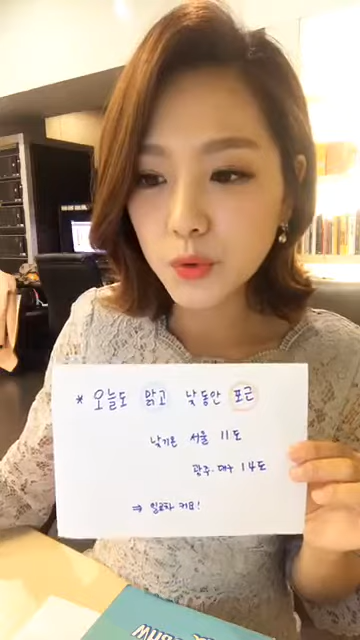 * 오늘도 맑고 낮동안 포근
낮기온 서울 11도
광주·대구 14도
⇒ 일교차 커요!